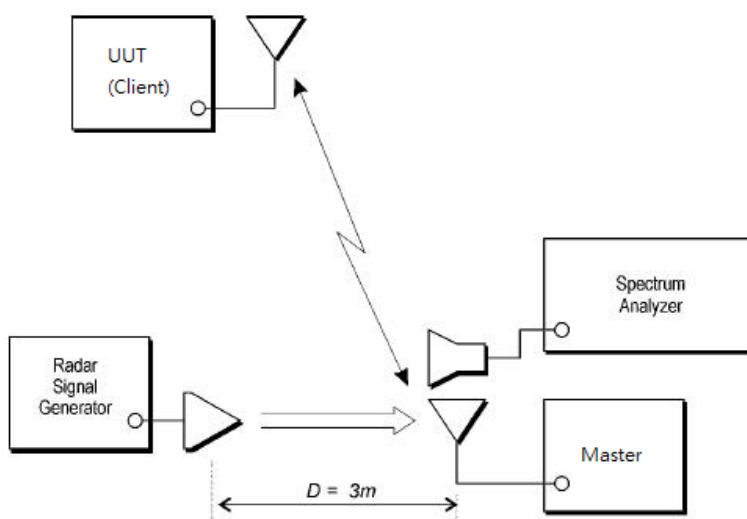 UUT
(Client)
Spectrum
Analyzer
Radar
Signal
Generator
Master
D = 3m